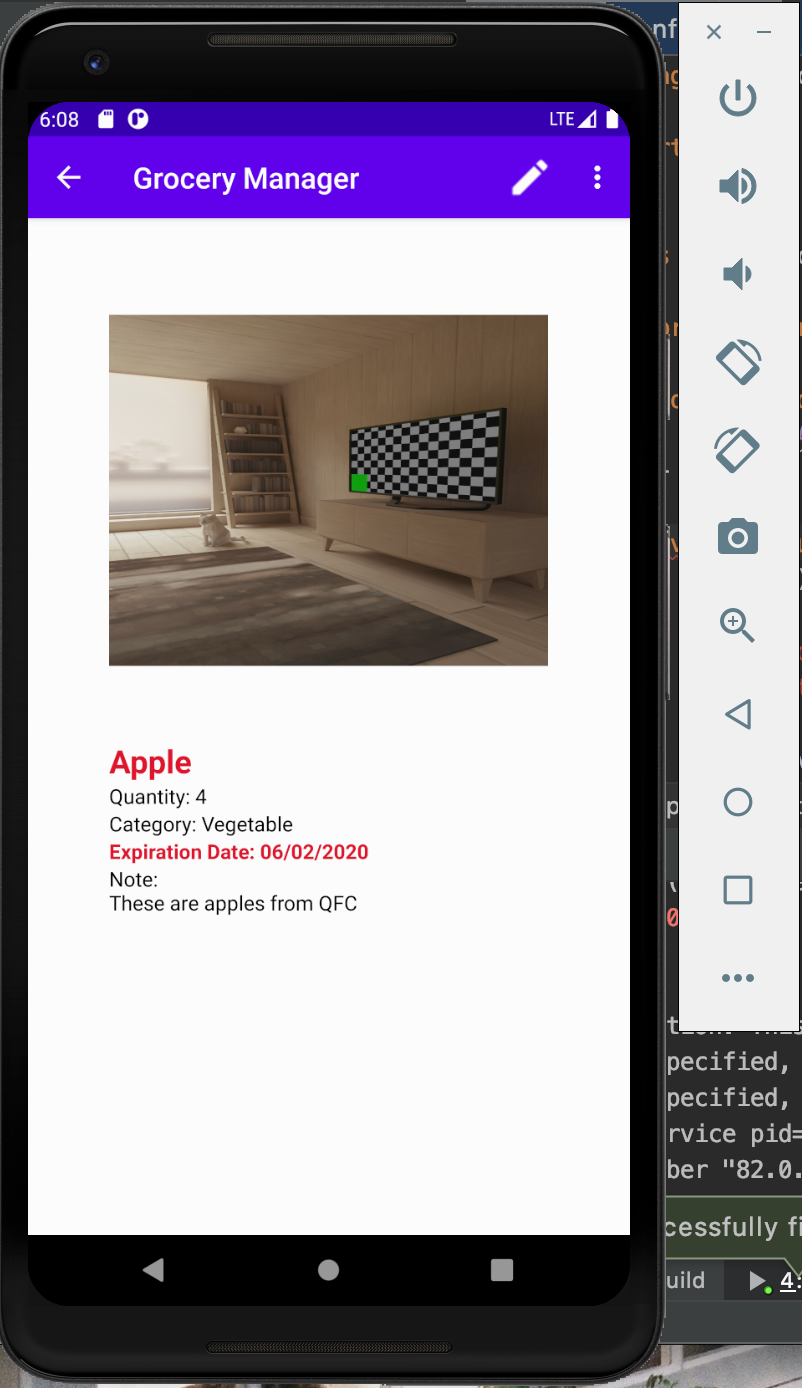 6:08
LTE
Grocery Manager
Apple
Quantity: 4
Category: Vegetable
Expiration Date: 06/02/2020
Note:
These are apples from QFC
nf
pecified,
pecified,
rvice pid=
ber "82.0.
cessfully fi
uild
4: